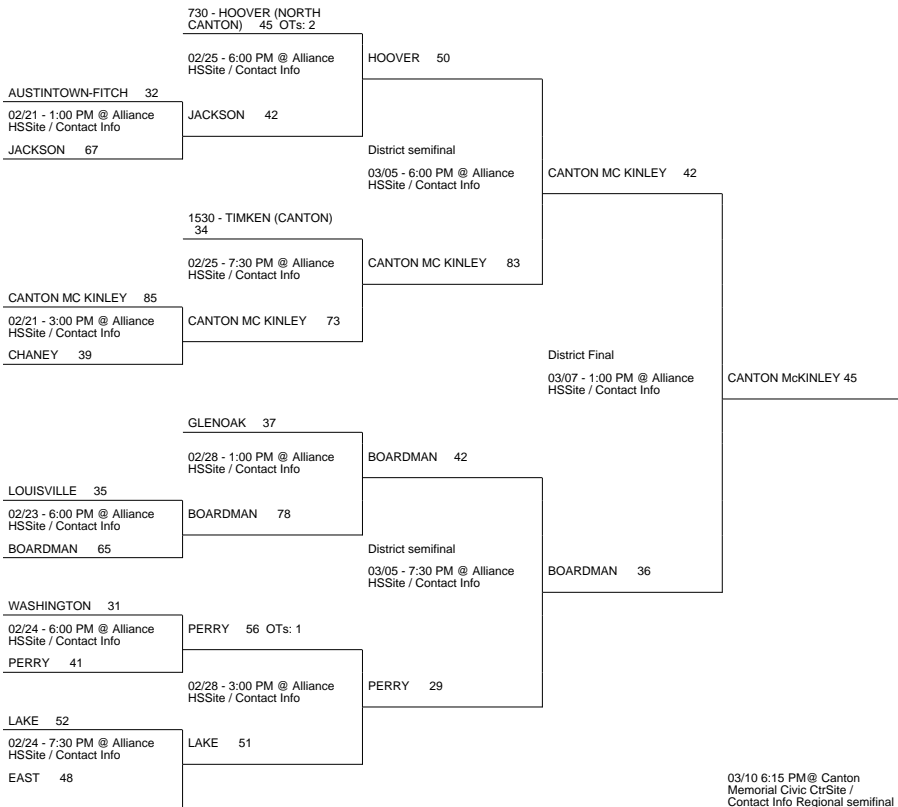 730 - HOOVER (NORTH
CANTON) 45 OTs: 2
02/25 - 6:00 PM @ Alliance
HSSite / Contact Info
HOOVER 50
AUSTINTOWN-FITCH 32
02/21 - 1:00 PM @ Alliance
HSSite / Contact Info
JACKSON 42
JACKSON 67
District semifinal
03/05 - 6:00 PM @ Alliance
HSSite / Contact Info
CANTON MC KINLEY 42
1530 - TIMKEN (CANTON)
34
02/25 - 7:30 PM @ Alliance
HSSite / Contact Info
CANTON MC KINLEY 83
CANTON MC KINLEY 85
02/21 - 3:00 PM @ Alliance
HSSite / Contact Info
CANTON MC KINLEY 73
CHANEY 39
District Final
03/07 - 1:00 PM @ Alliance
HSSite / Contact Info
CANTON McKINLEY 45
GLENOAK 37
02/28 - 1:00 PM @ Alliance
HSSite / Contact Info
BOARDMAN 42
LOUISVILLE 35
02/23 - 6:00 PM @ Alliance
HSSite / Contact Info
BOARDMAN 78
BOARDMAN 65
District semifinal
03/05 - 7:30 PM @ Alliance
HSSite / Contact Info
BOARDMAN 36
WASHINGTON 31
02/24 - 6:00 PM @ Alliance
HSSite / Contact Info
PERRY 56 OTs: 1
PERRY 41
02/28 - 3:00 PM @ Alliance
HSSite / Contact Info
PERRY 29
LAKE 52
02/24 - 7:30 PM @ Alliance
HSSite / Contact Info
LAKE 51
EAST 48
03/10 6:15 PM@ Canton
Memorial Civic CtrSite /
Contact Info Regional semifinal